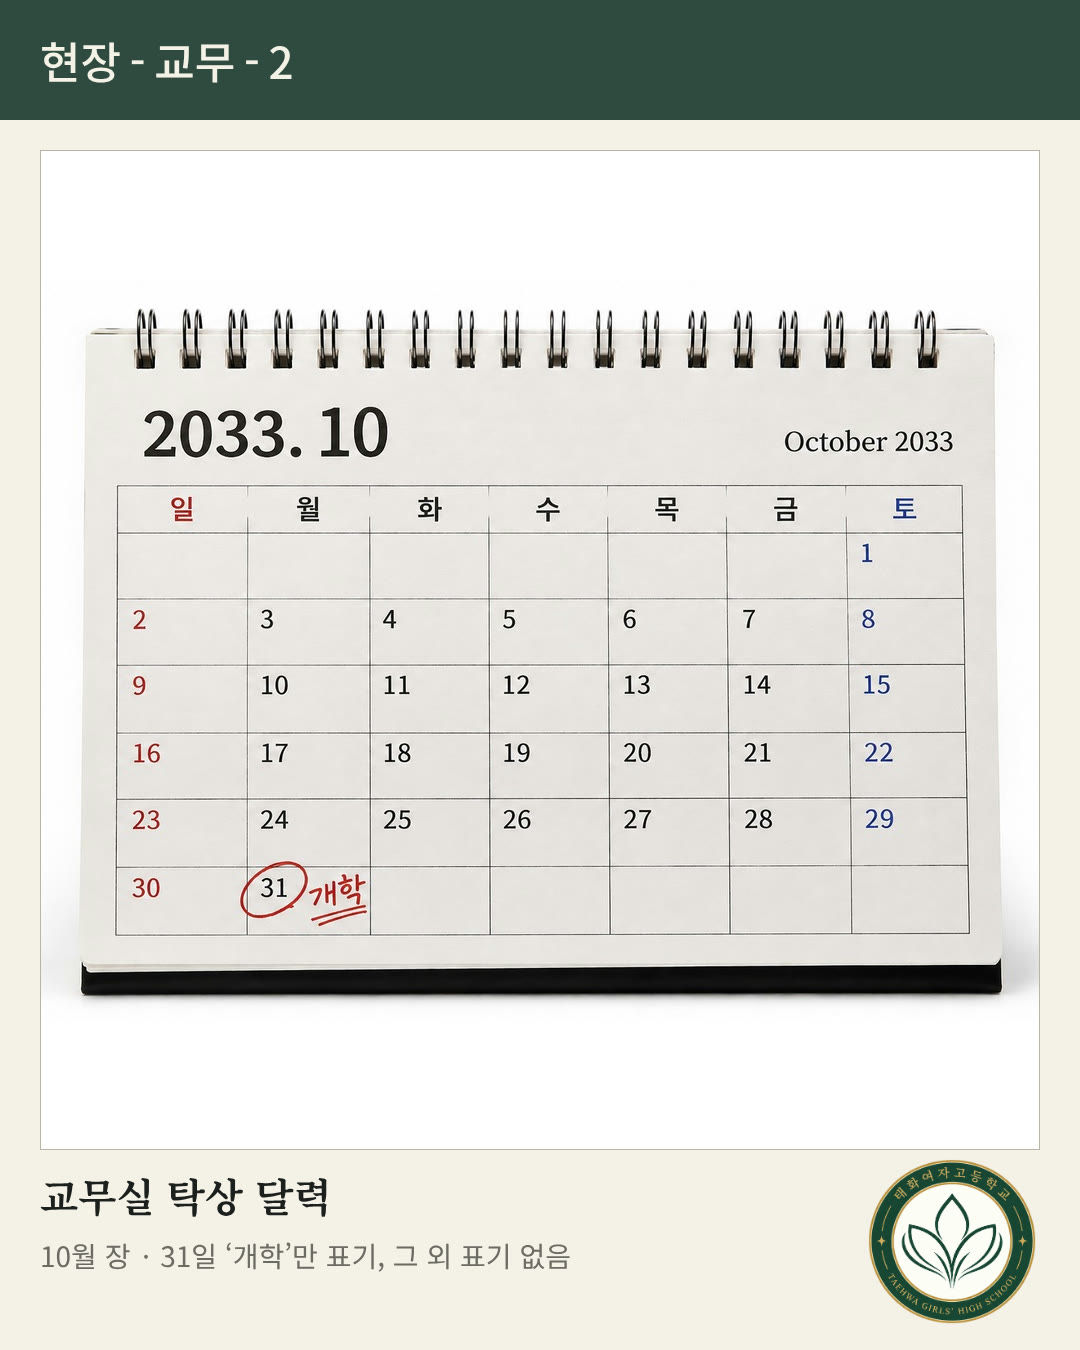 현장 - 교무 - 2
2033. 10
October 2033
일 월 화 수 목 금 토
1
2 3 4 5 6 7 8
9 10 11 12 13 14 15
16 17 18 19 20 21 22
23 24 25 26 27 28 29
30 31 개학
교무실 탁상 달력
10월 장 · 31일 ‘개학’만 표기, 그 외 표기 없음
태화여자고등학교
TAEHWA GIRLS' HIGH SCHOOL